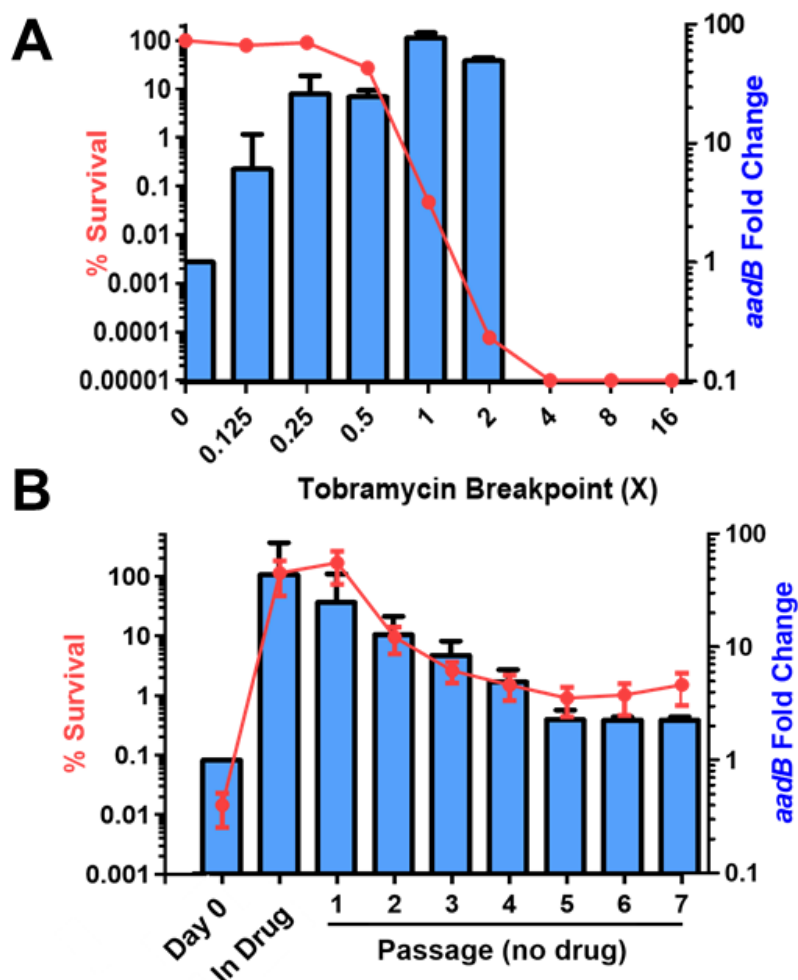 A
% Survival
100
10
1
0.1
0.01
0.001
0.0001
0.00001
100
10
1
0.1
aadB Fold Change
0 0.125 0.25 0.5 1 2 4 8 16
Tobramycin Breakpoint (X)
B
% Survival
100
10
1
0.1
0.01
0.001
100
10
1
0.1
aadB Fold Change
Day 0 In Drug 1 2 3 4 5 6 7
Passage (no drug)